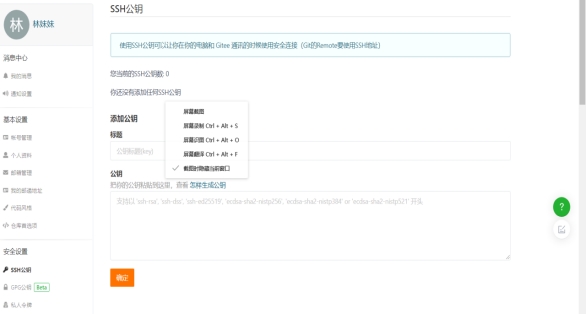 林
林妹妹
消息中心
我的消息
通知设置
基本设置
帐号管理
个人资料
邮箱管理
我的邮递地址
代码风格
仓库首选项
安全设置
SSH公钥
GPG公钥 Beta
私人令牌
SSH公钥
使用SSH公钥可以让你在你的电脑和 Gitee 通讯的时候使用安全连接（Git的Remote要使用SSH地址）
您当前的SSH公钥数: 0
你还没有添加任何SSH公钥
屏幕截图
屏幕录制 Ctrl + Alt + S
屏幕识图 Ctrl + Alt + O
屏幕翻译 Ctrl + Alt + F
截图时隐藏当前窗口
添加公钥
标题
公钥标题(key)
公钥
把你的公钥粘贴到这里，查看 怎样生成公钥
支持以 'ssh-rsa', 'ssh-dss', 'ssh-ed25519', 'ecdsa-sha2-nistp256', 'ecdsa-sha2-nistp384' or 'ecdsa-sha2-nistp521' 开头
确定
?